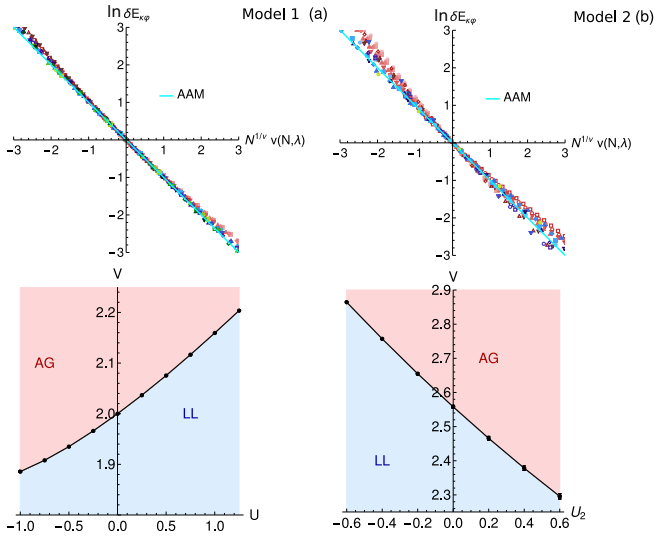 ln δE_κφ Model 1 (a)
3
2
1
-1
-2
-3
AAM
-3 -2 -1 0 1 2 3 N^1/ν v(N,λ)
ln δE_κφ Model 2 (b)
3
2
1
-1
-2
-3
AAM
-3 -2 -1 0 1 2 3 N^1/ν v(N,λ)
V
2.2
2.1
2.0
1.9
AG
LL
-1.0 -0.5 0.0 0.5 1.0 U
V
2.9
2.8
2.7
2.6
2.5
2.4
2.3
AG
LL
-0.6 -0.4 -0.2 0.0 0.2 0.4 0.6 U₂